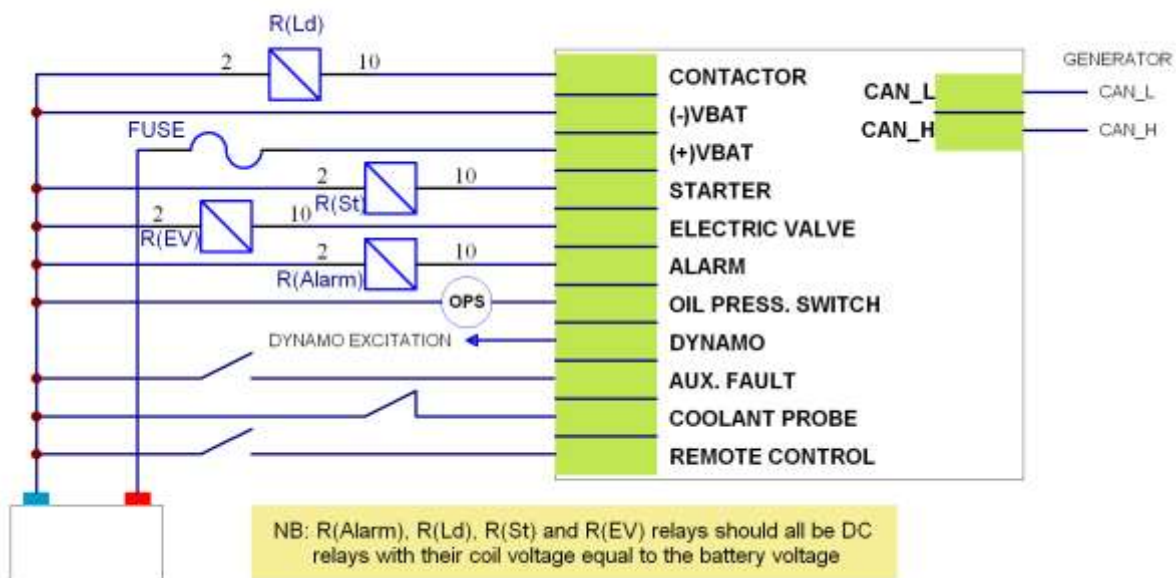 R(Ld)
2 10
CONTACTOR
GENERATOR
CAN_L CAN_L
(-)VBAT
FUSE
CAN_H CAN_H
(+)VBAT
2 10
R(St)
STARTER
2 10
R(EV)
ELECTRIC VALVE
2 10
R(Alarm)
ALARM
OPS
OIL PRESS. SWITCH
DYNAMO EXCITATION
DYNAMO
AUX. FAULT
COOLANT PROBE
REMOTE CONTROL
NB: R(Alarm), R(Ld), R(St) and R(EV) relays should all be DC
relays with their coil voltage equal to the battery voltage